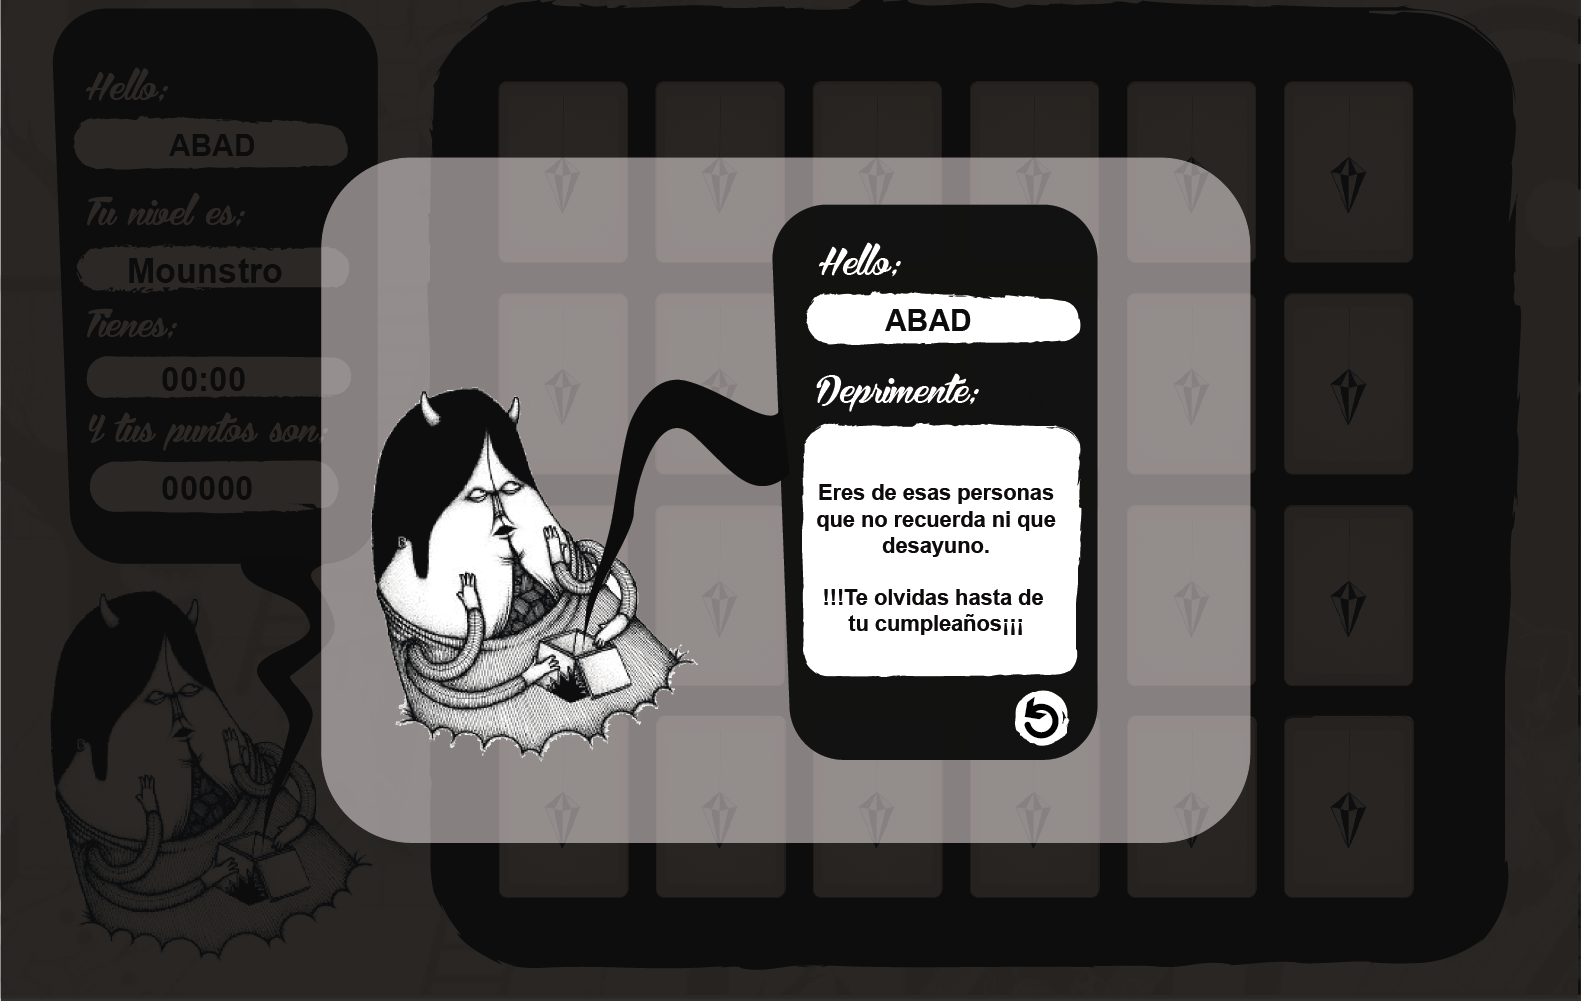 Hello;
ABAD
Tu nivel es;
Mounstro
Tienes;
00:00
Y tus puntos son;
00000
Hello;
ABAD
Deprimente;
Eres de esas personas
que no recuerda ni que
desayuno.
!!!Te olvidas hasta de
tu cumpleaños¡¡¡